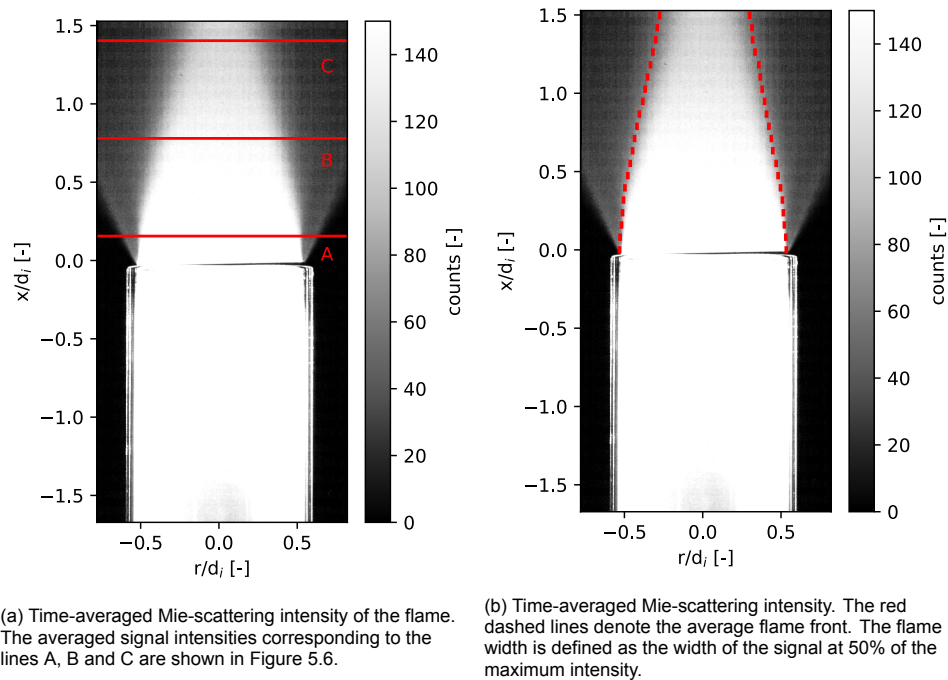 1.5
1.0
0.5
0.0
−0.5
−1.0
−1.5
x/dᵢ [-]
−0.5
0.0
0.5
r/dᵢ [-]
C
B
A
140
120
100
80
60
40
20
0
counts [-]
(a) Time-averaged Mie-scattering intensity of the flame.
The averaged signal intensities corresponding to the
lines A, B and C are shown in Figure 5.6.
1.5
1.0
0.5
0.0
−0.5
−1.0
−1.5
x/dᵢ [-]
−0.5
0.0
0.5
r/dᵢ [-]
140
120
100
80
60
40
20
0
counts [-]
(b) Time-averaged Mie-scattering intensity. The red
dashed lines denote the average flame front. The flame
width is defined as the width of the signal at 50% of the
maximum intensity.